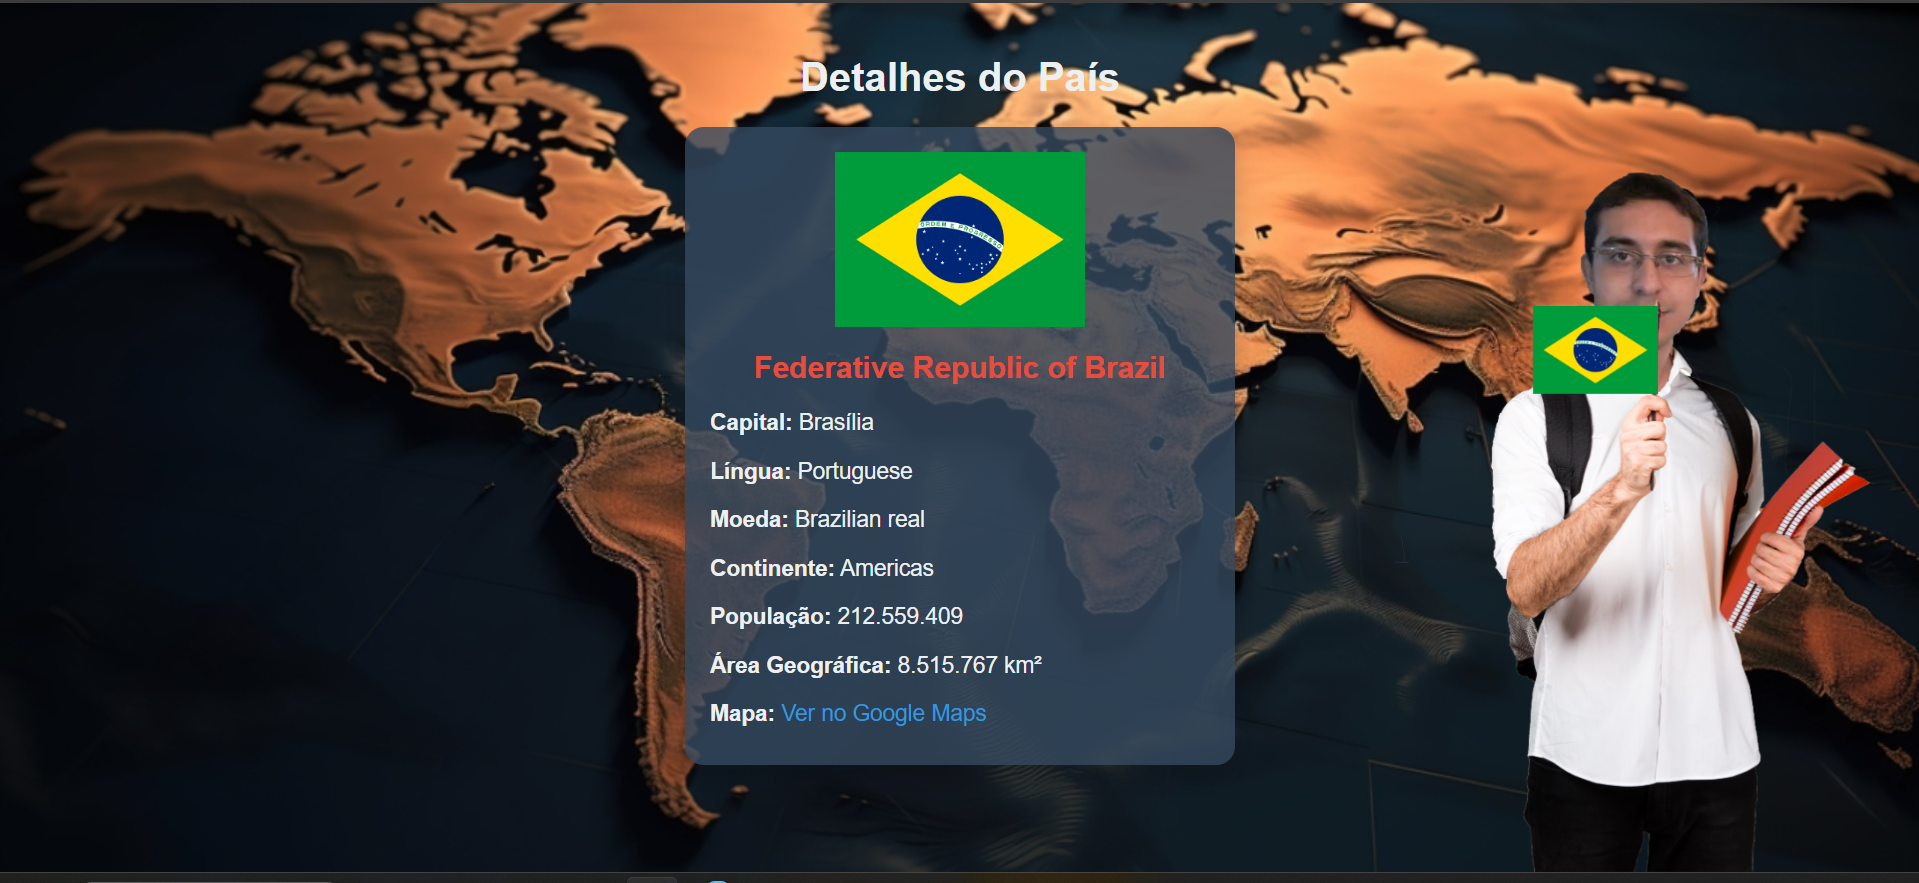 Detalhes do País
ORDEM E PROGRESSO
Federative Republic of Brazil
Capital: Brasília
Língua: Portuguese
Moeda: Brazilian real
Continente: Americas
População: 212.559.409
Área Geográfica: 8.515.767 km²
Mapa: Ver no Google Maps